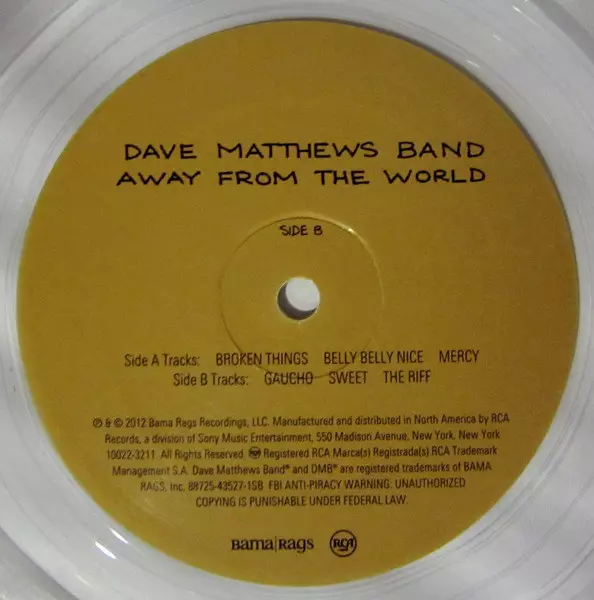 DAVE MATTHEWS BAND
AWAY FROM THE WORLD
SIDE B
Side A Tracks: BROKEN THINGS BELLY BELLY NICE MERCY
Side B Tracks: GAUCHO SWEET THE RIFF
℗ & © 2012 Bama Rags Recordings, LLC. Manufactured and distributed in North America by RCA
Records, a division of Sony Music Entertainment, 550 Madison Avenue, New York, New York
10022-3211. All Rights Reserved. RCA Registered RCA Marca(s) Registrada(s) RCA Trademark
Management S.A. Dave Matthews Band® and DMB® are registered trademarks of BAMA
RAGS, Inc. 88725-43527-1SB FBI ANTI-PIRACY WARNING: UNAUTHORIZED
COPYING IS PUNISHABLE UNDER FEDERAL LAW.
Bama|Rags RCA